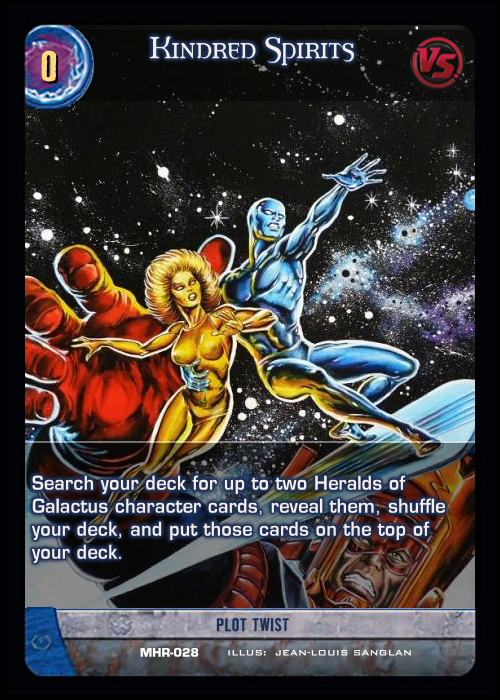 0
Kindred Spirits
VS
Search your deck for up to two Heralds of
Galactus character cards, reveal them, shuffle
your deck, and put those cards on the top of
your deck.
PLOT TWIST
MHR-028 ILLUS: JEAN-LOUIS SANGLAN